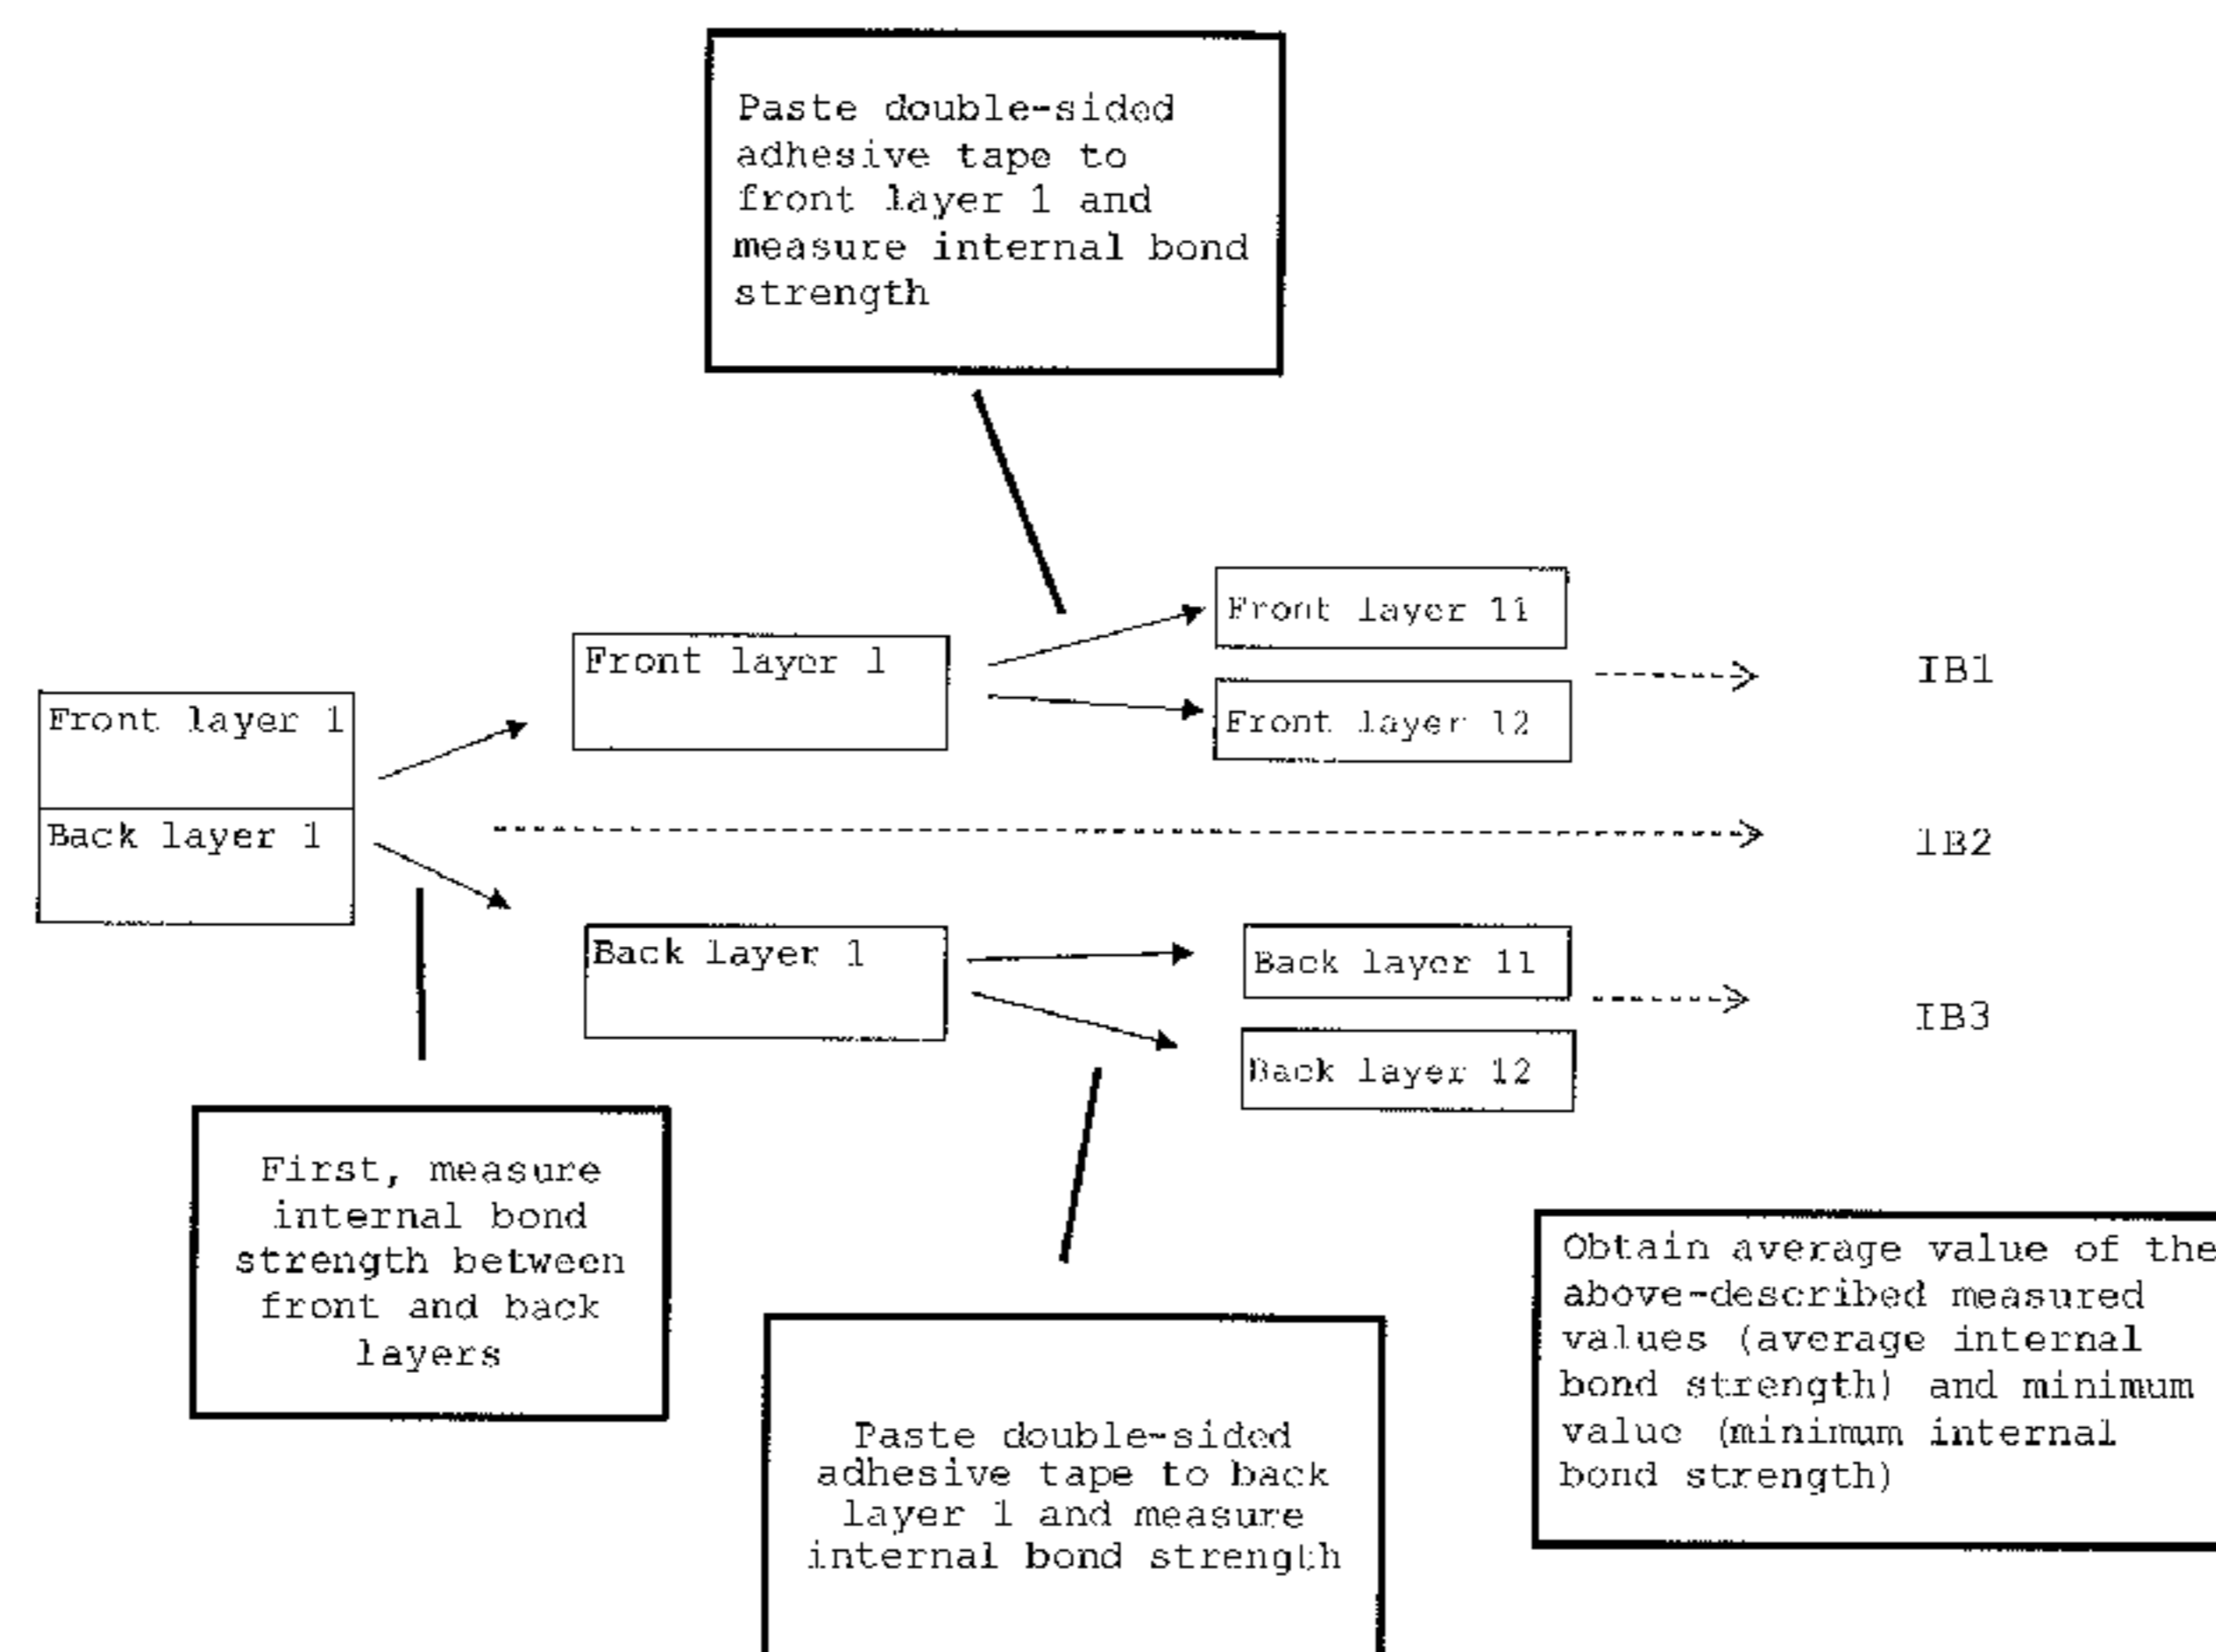 Paste double-sided
adhesive tape to
front layer 1 and
measure internal bond
strength
Front layer 11
Front layer 1
IB1
Front layer 1
Front layer 12
Back layer 1
IB2
Back layer 1
Back layer 11
IB3
Back layer 12
First, measure
internal bond
strength between
front and back
layers
Obtain average value of the
above-described measured
values (average internal
bond strength) and minimum
value (minimum internal
bond strength)
Paste double-sided
adhesive tape to back
layer 1 and measure
internal bond strength